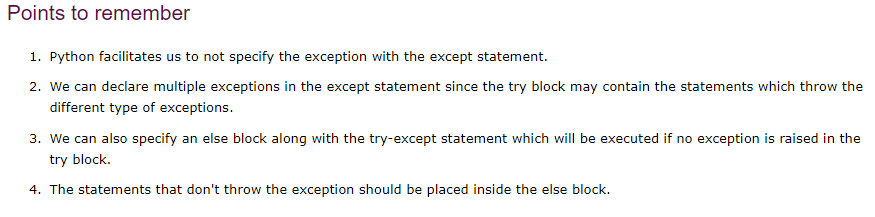 Points to remember
1. Python facilitates us to not specify the exception with the except statement.
2. We can declare multiple exceptions in the except statement since the try block may contain the statements which throw the
different type of exceptions.
3. We can also specify an else block along with the try-except statement which will be executed if no exception is raised in the
try block.
4. The statements that don't throw the exception should be placed inside the else block.